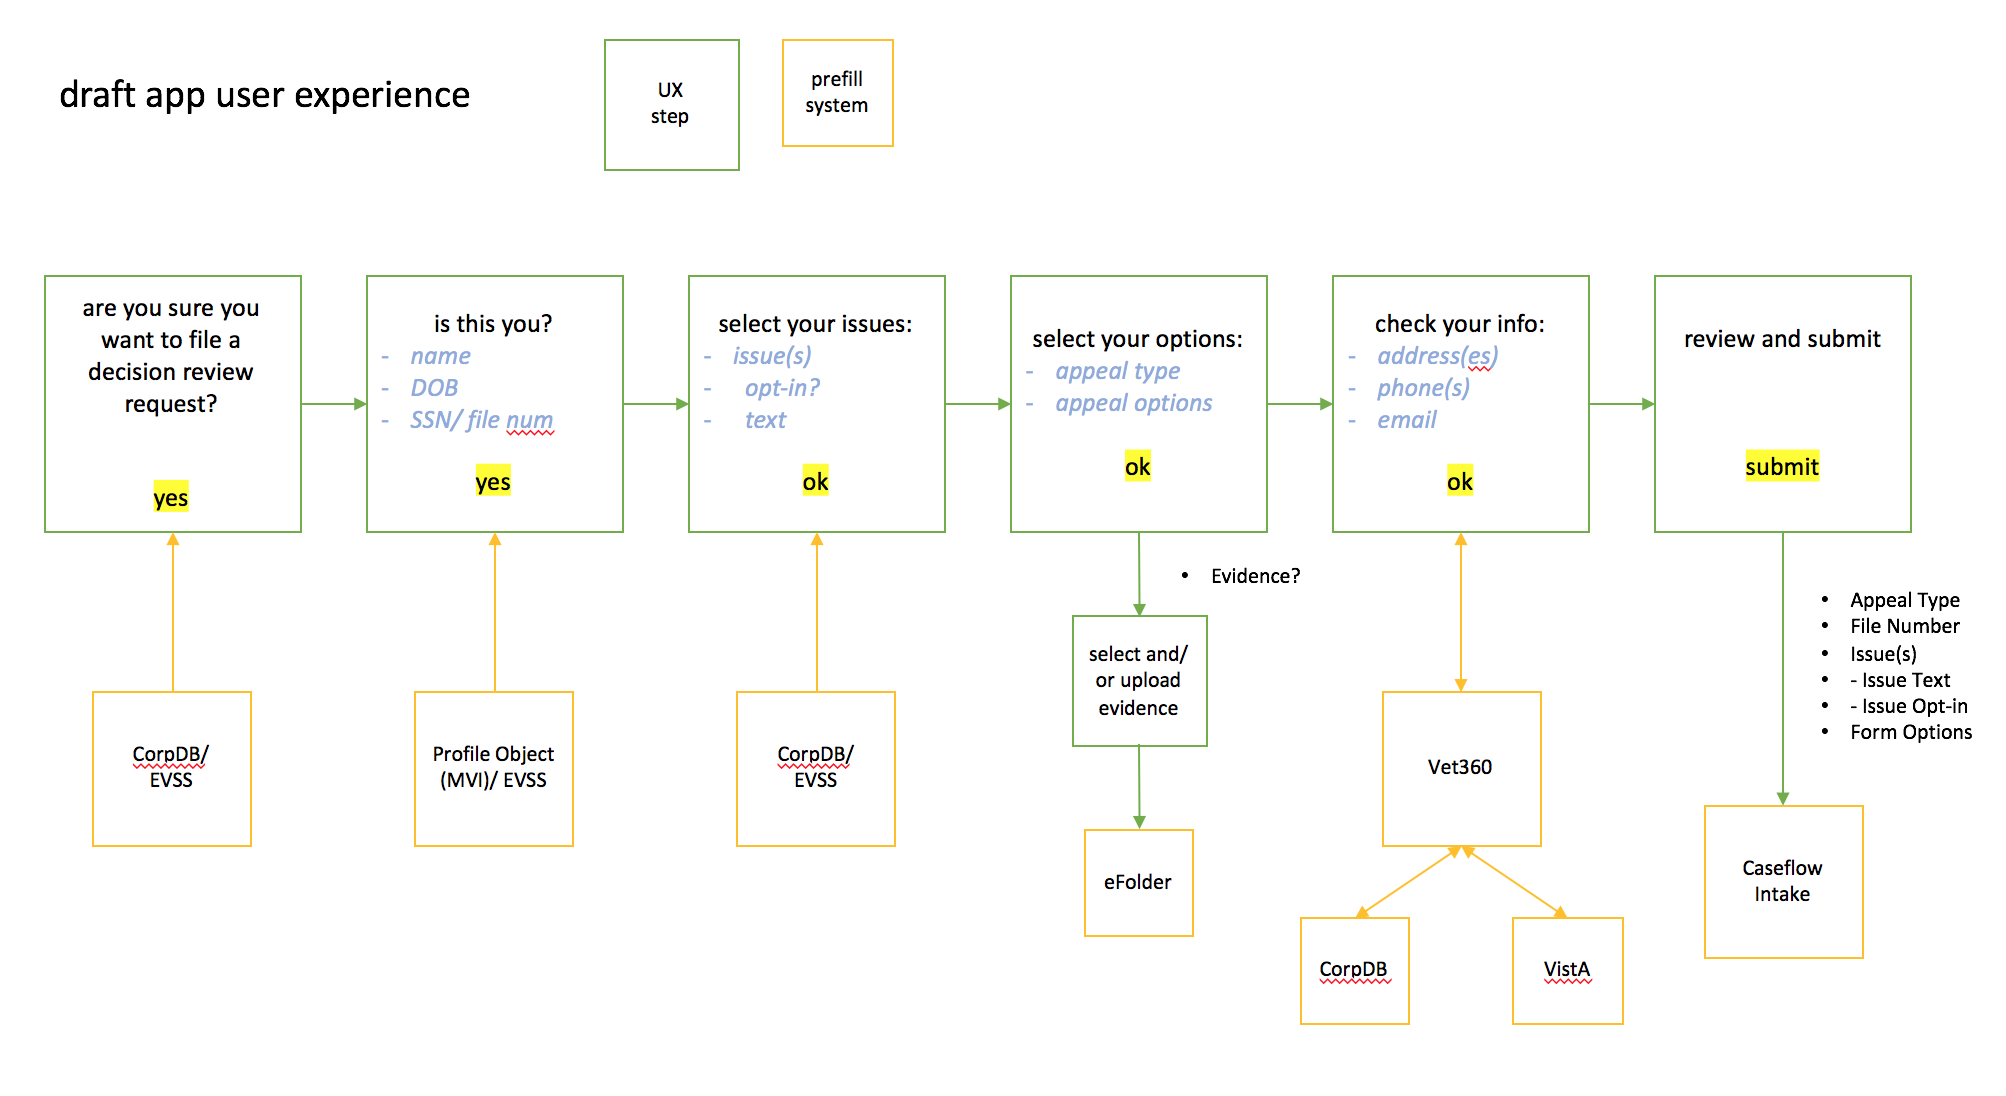 draft app user experience
UX
step
prefill
system
are you sure you
want to file a
decision review
request?
yes
is this you?
- name
- DOB
- SSN/ file num
yes
select your issues:
- issue(s)
- opt-in?
- text
ok
select your options:
- appeal type
- appeal options
ok
check your info:
- address(es)
- phone(s)
- email
ok
review and submit
submit
• Evidence?
select and/
or upload
evidence
• Appeal Type
• File Number
• Issue(s)
• - Issue Text
• - Issue Opt-in
• Form Options
CorpDB/
EVSS
Profile Object
(MVI)/ EVSS
CorpDB/
EVSS
Vet360
eFolder
Caseflow
Intake
CorpDB
VistA